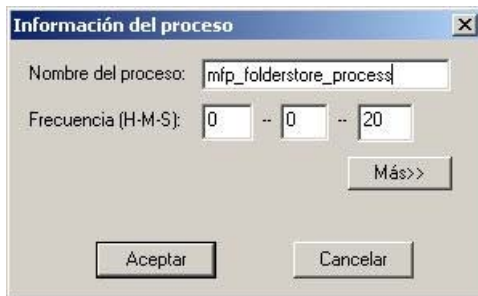 Información del proceso
Nombre del proceso: mfp_folderstore_process
Frecuencia (H-M-S): 0 -- 0 -- 20
Más>>
Aceptar Cancelar